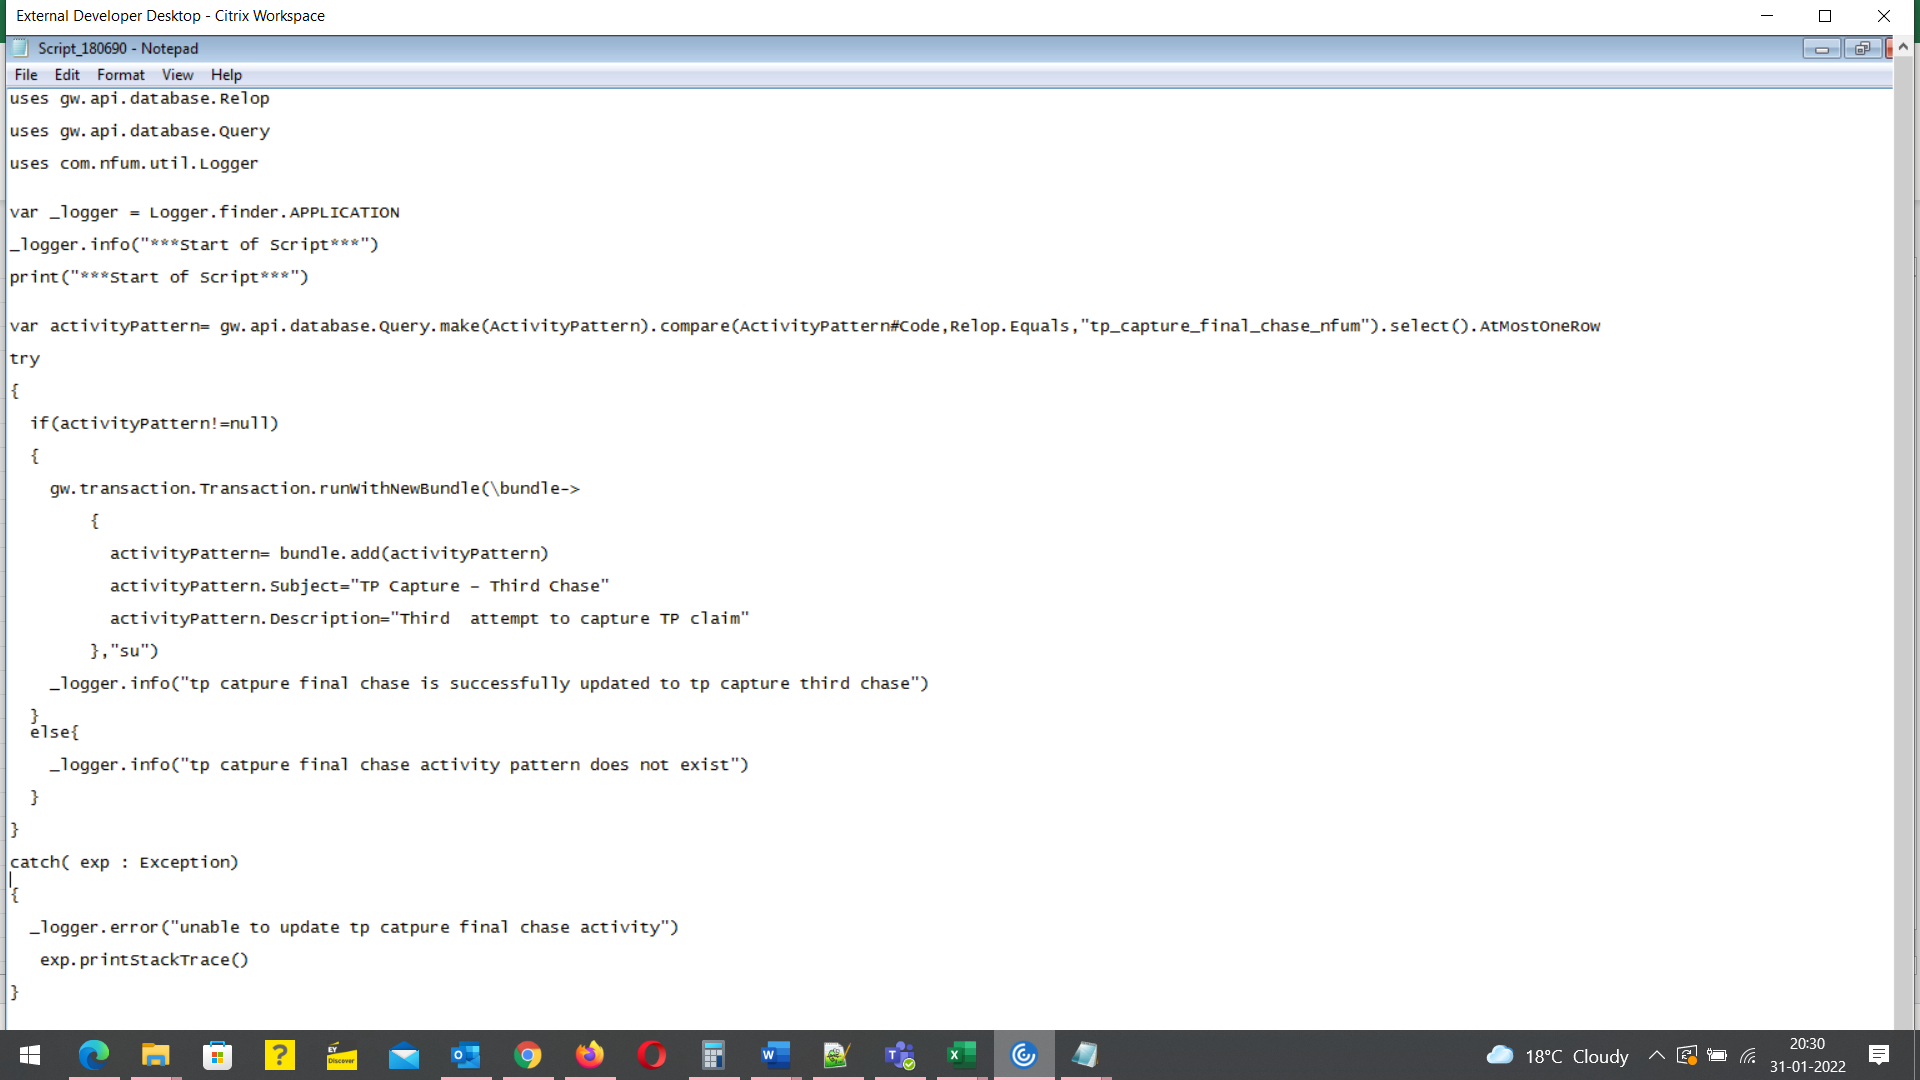 External Developer Desktop - Citrix Workspace
Script_180690 - Notepad
File Edit Format View Help
uses gw.api.database.Relop
uses gw.api.database.Query
uses com.nfum.util.Logger
var _logger = Logger.finder.APPLICATION
_logger.info("***Start of Script***")
print("***Start of Script***")
var activityPattern= gw.api.database.Query.make(ActivityPattern).compare(ActivityPattern#Code,Relop.Equals,"tp_capture_final_chase_nfum").select().AtMostOneRow
try
{
if(activityPattern!=null)
{
gw.transaction.Transaction.runWithNewBundle(\bundle->
{
activityPattern= bundle.add(activityPattern)
activityPattern.Subject="TP Capture – Third Chase"
activityPattern.Description="Third  attempt to capture TP claim"
},"su")
_logger.info("tp catpure final chase is successfully updated to tp capture third chase")
}
else{
_logger.info("tp catpure final chase activity pattern does not exist")
}
}
catch( exp : Exception)
{
_logger.error("unable to update tp catpure final chase activity")
exp.printStackTrace()
}
EY
Discover
18°C Cloudy
20:30
31-01-2022